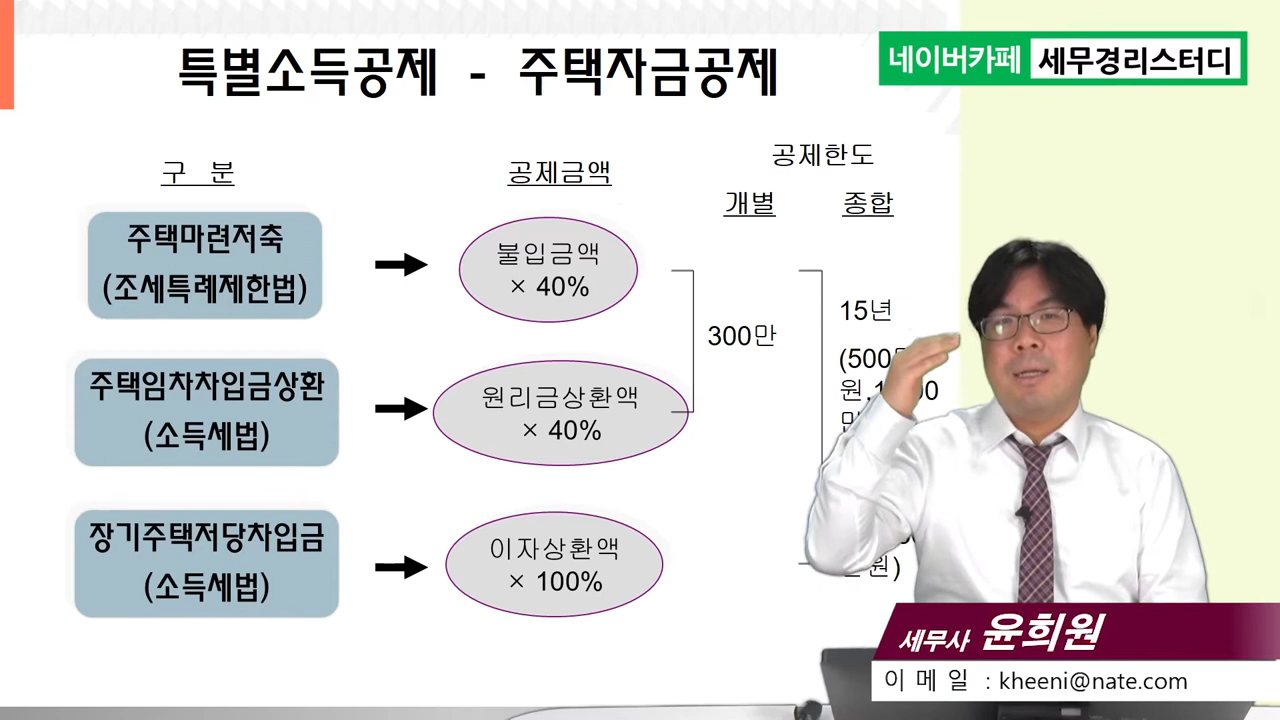 특별소득공제 - 주택자금공제
네이버카페 세무경리스터디
구 분
공제금액
공제한도
개별
종합
주택마련저축
(조세특례제한법)
불입금액
× 40%
300만
15년
(500
원,
주택임차차입금상환
(소득세법)
원리금상환액
× 40%
장기주택저당차입금
(소득세법)
이자상환액
× 100%
원)
세무사 윤희원
이 메 일 : kheeni@nate.com